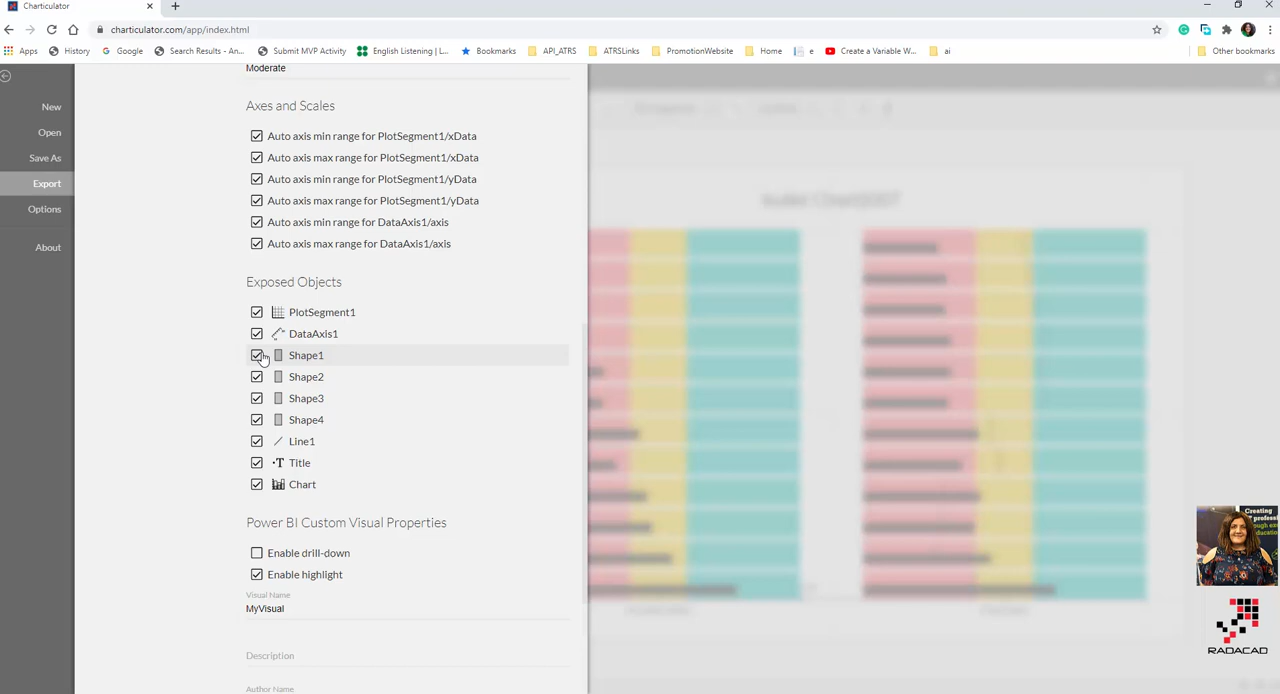 Charticulator
charticulator.com/app/index.html
Apps History Google Search Results - An... Submit MVP Activity English Listening | L... Bookmarks API_ATRS ATRSLinks PromotionWebsite Home e Create a Variable W... ai Other bookmarks
Moderate
New
Open
Save As
Export
Options
About
Axes and Scales
Auto axis min range for PlotSegment1/xData
Auto axis max range for PlotSegment1/xData
Auto axis min range for PlotSegment1/yData
Auto axis max range for PlotSegment1/yData
Auto axis min range for DataAxis1/axis
Auto axis max range for DataAxis1/axis
Exposed Objects
PlotSegment1
DataAxis1
Shape1
Shape2
Shape3
Shape4
Line1
Title
Chart
Power BI Custom Visual Properties
Enable drill-down
Enable highlight
Visual Name
MyVisual
Description
Author Name
Creating
RADACAD